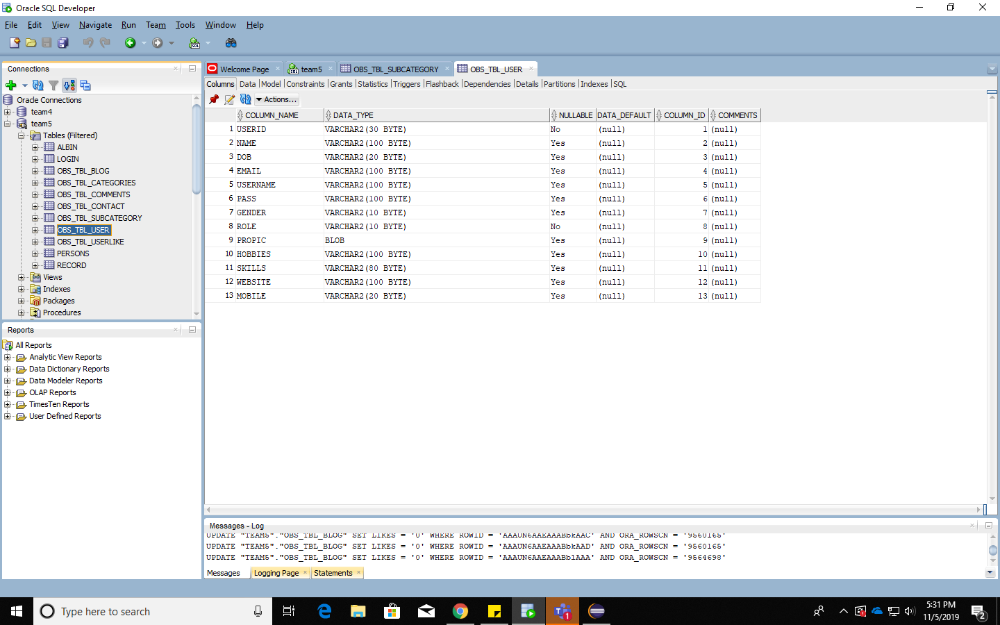 Oracle SQL Developer
File Edit View Navigate Run Team Tools Window Help
Connections
Oracle Connections
team4
team5
Tables (Filtered)
ALBIN
LOGIN
OBS_TBL_BLOG
OBS_TBL_CATEGORIES
OBS_TBL_COMMENTS
OBS_TBL_CONTACT
OBS_TBL_SUBCATEGORY
OBS_TBL_USER
OBS_TBL_USERLIKE
PERSONS
RECORD
Views
Indexes
Packages
Procedures
Reports
All Reports
Analytic View Reports
Data Dictionary Reports
Data Modeler Reports
OLAP Reports
TimesTen Reports
User Defined Reports
Welcome Page team5 OBS_TBL_SUBCATEGORY OBS_TBL_USER
Columns Data |Model |Constraints |Grants |Statistics |Triggers |Flashback |Dependencies |Details |Partitions |Indexes |SQL
Actions...
COLUMN_NAME DATA_TYPE NULLABLE DATA_DEFAULT COLUMN_ID COMMENTS
1 USERID VARCHAR2(30 BYTE) No (null) 1 (null)
2 NAME VARCHAR2(100 BYTE) Yes (null) 2 (null)
3 DOB VARCHAR2(20 BYTE) Yes (null) 3 (null)
4 EMAIL VARCHAR2(100 BYTE) Yes (null) 4 (null)
5 USERNAME VARCHAR2(100 BYTE) Yes (null) 5 (null)
6 PASS VARCHAR2(100 BYTE) Yes (null) 6 (null)
7 GENDER VARCHAR2(10 BYTE) Yes (null) 7 (null)
8 ROLE VARCHAR2(10 BYTE) No (null) 8 (null)
9 PROPIC BLOB Yes (null) 9 (null)
10 HOBBIES VARCHAR2(100 BYTE) Yes (null) 10 (null)
11 SKILLS VARCHAR2(80 BYTE) Yes (null) 11 (null)
12 WEBSITE VARCHAR2(100 BYTE) Yes (null) 12 (null)
13 MOBILE VARCHAR2(20 BYTE) Yes (null) 13 (null)
Messages - Log
UPDATE "TEAM5"."OBS_TBL_BLOG" SET LIKES = '0' WHERE ROWID = 'AAAUN6AAEAAABbkAAC' AND ORA_ROWSCN = '9560165'
UPDATE "TEAM5"."OBS_TBL_BLOG" SET LIKES = '0' WHERE ROWID = 'AAAUN6AAEAAABbkAAD' AND ORA_ROWSCN = '9560165'
UPDATE "TEAM5"."OBS_TBL_BLOG" SET LIKES = '0' WHERE ROWID = 'AAAUN6AAEAAABblAAA' AND ORA_ROWSCN = '9564698'
Messages Logging Page Statements
Type here to search
5:31 PM
11/5/2019
1
2